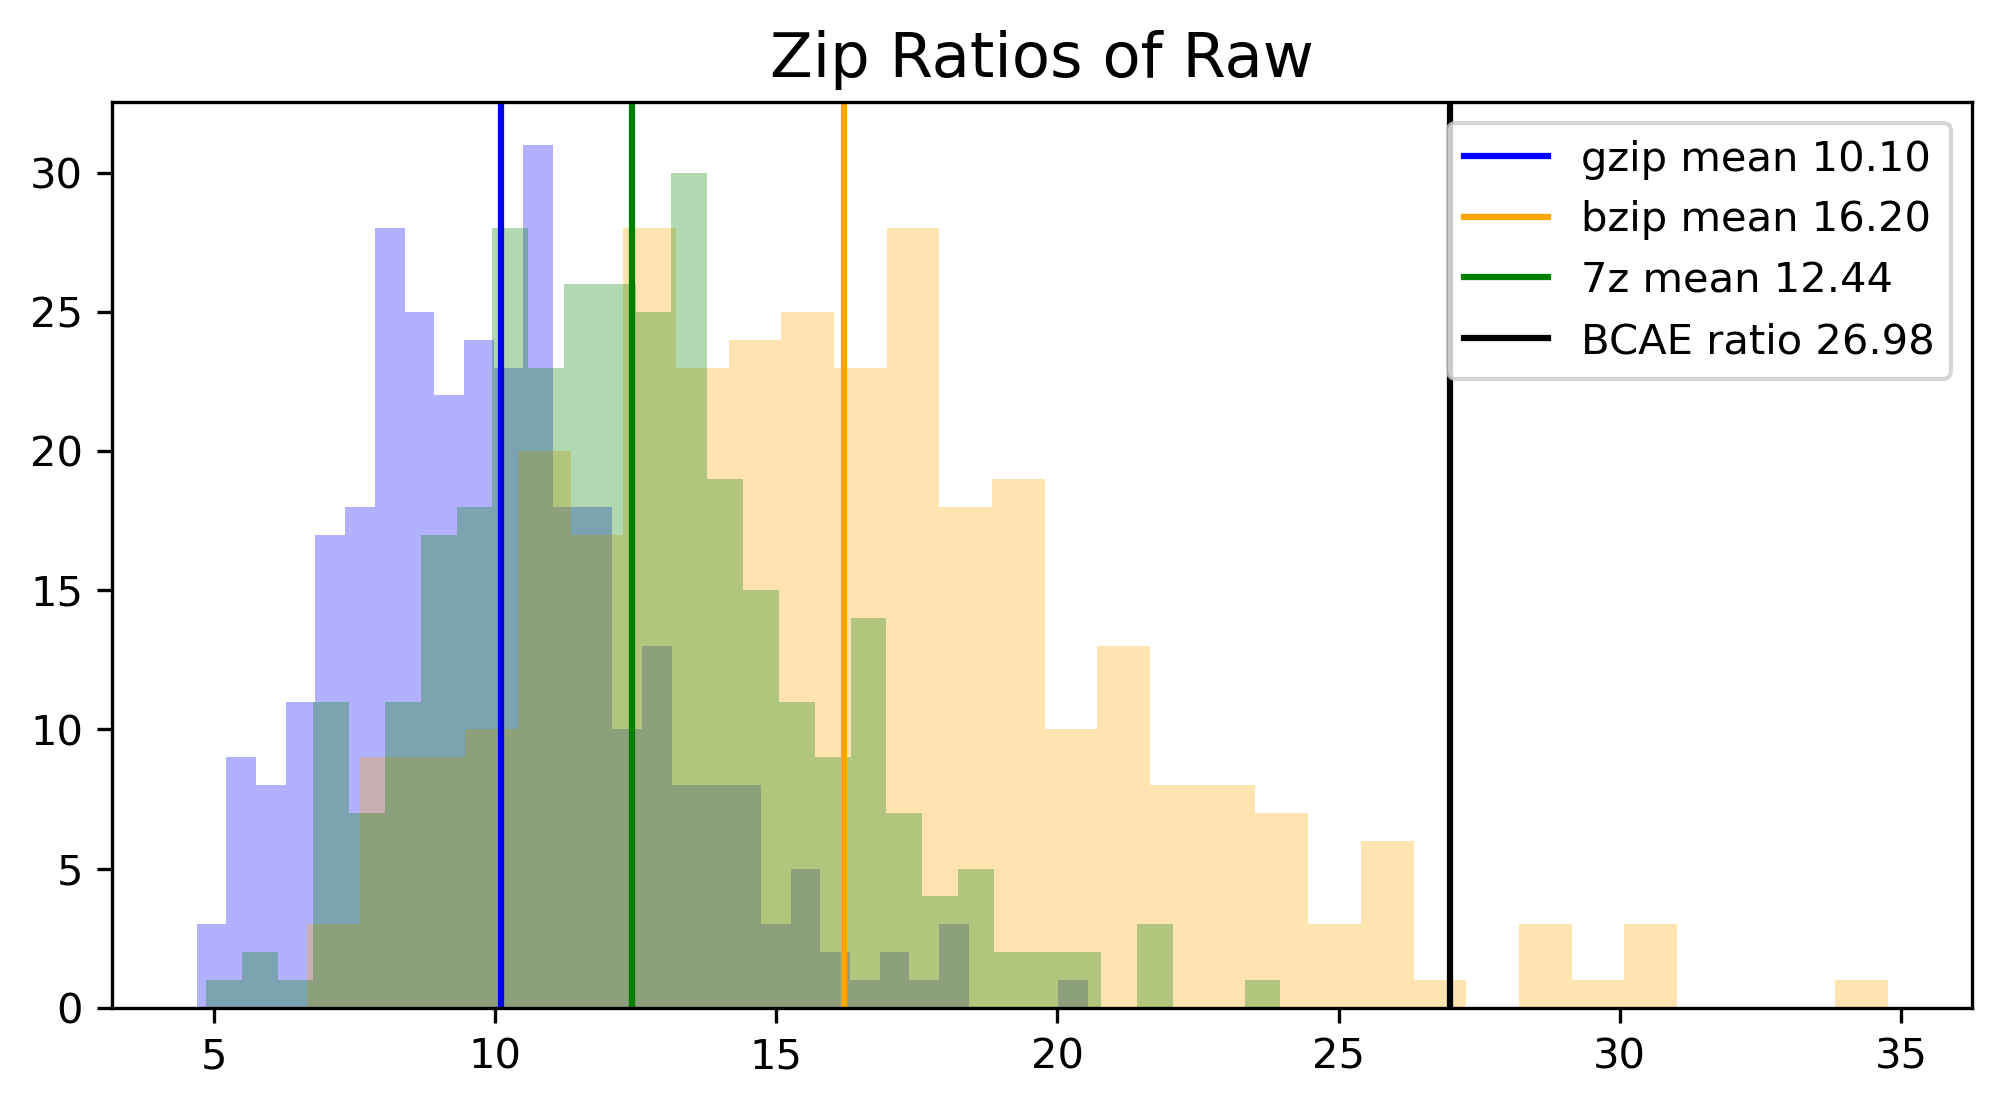 Zip Ratios of Raw
30
25
20
15
10
5
0
gzip mean 10.10
bzip mean 16.20
7z mean 12.44
BCAE ratio 26.98
5 10 15 20 25 30 35